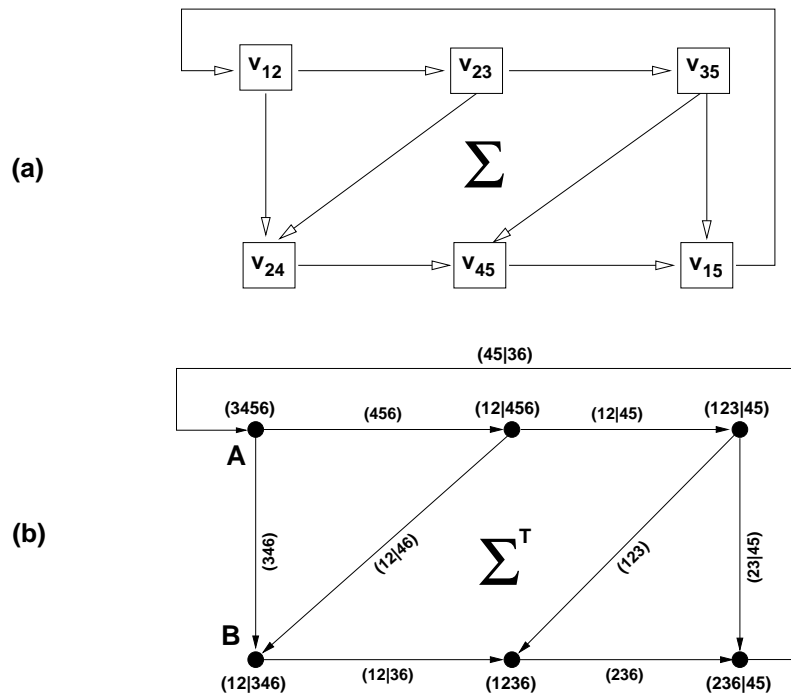 v12 v23 v35
(a) Σ
v24 v45 v15
(45|36)
(3456) (456) (12|456) (12|45) (123|45)
A
(346) (12|46) (123) (23|45)
(b) Σ^T
B
(12|346) (12|36) (1236) (236) (236|45)